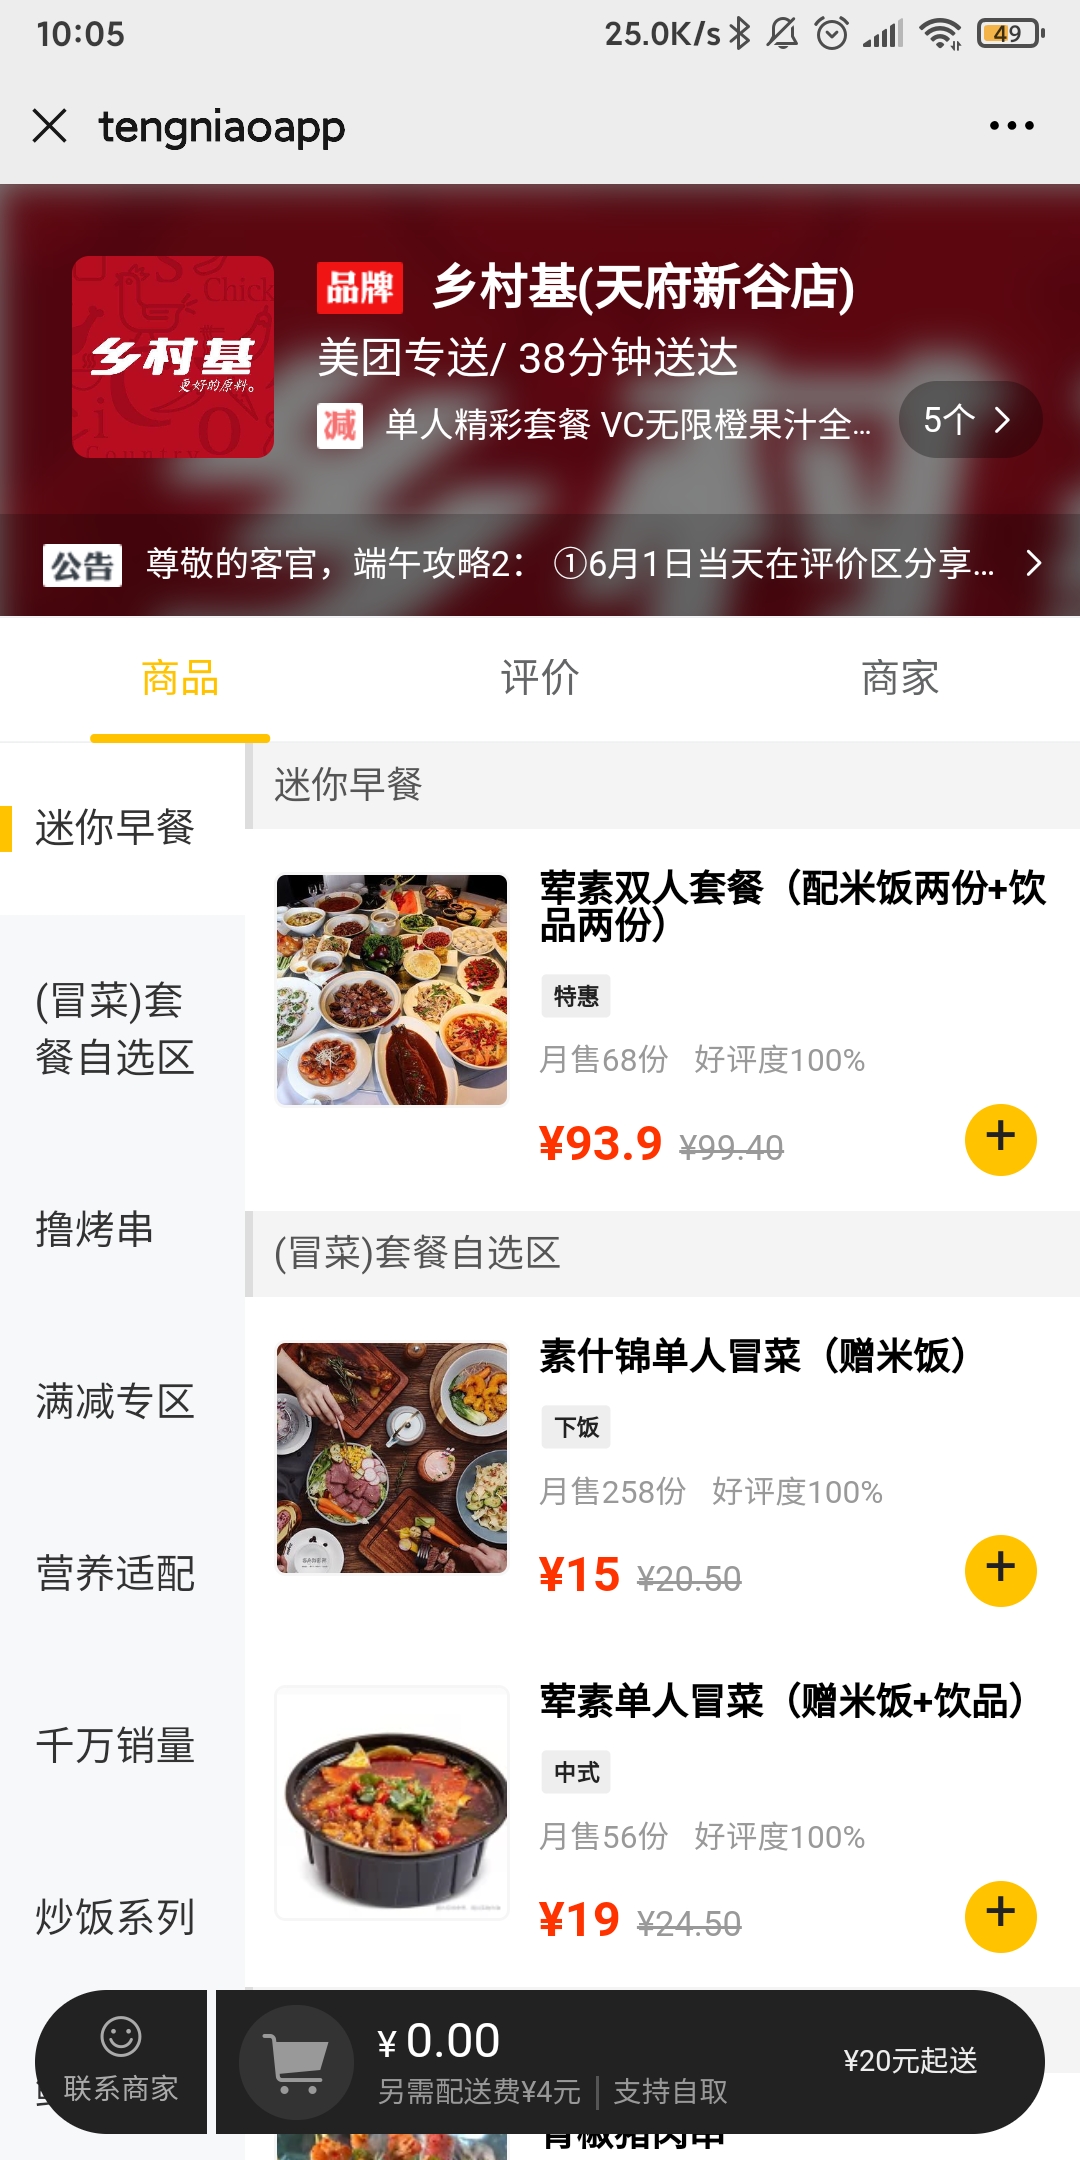 10:05
25.0K/s
49
tengniaoapp
Chick
乡村基
更好的原料。
Country
品牌 乡村基(天府新谷店)
美团专送/ 38分钟送达
减 单人精彩套餐 VC无限橙果汁全...
5个
公告 尊敬的客官，端午攻略2： ①6月1日当天在评价区分享...
商品
评价
商家
迷你早餐
(冒菜)套
餐自选区
撸烤串
满减专区
营养适配
千万销量
炒饭系列
迷你早餐
荤素双人套餐（配米饭两份+饮
品两份）
特惠
月售68份 好评度100%
¥93.9 ¥99.40
+
(冒菜)套餐自选区
素什锦单人冒菜（赠米饭）
下饭
月售258份 好评度100%
¥15 ¥20.50
+
荤素单人冒菜（赠米饭+饮品）
中式
月售56份 好评度100%
¥19 ¥24.50
+
联系商家
¥ 0.00
另需配送费¥4元 | 支持自取
¥20元起送
青椒猪肉串